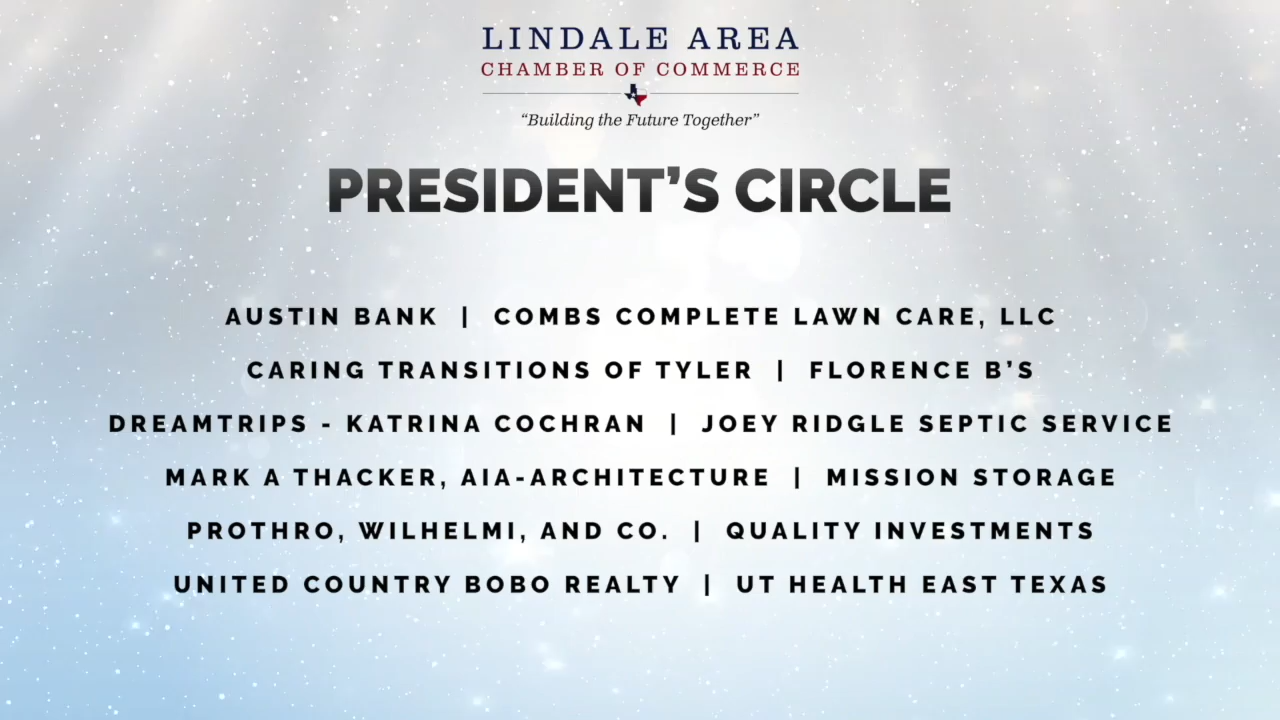 LINDALE AREA
CHAMBER OF COMMERCE
“Building the Future Together”
PRESIDENT’S CIRCLE
AUSTIN BANK | COMBS COMPLETE LAWN CARE, LLC
CARING TRANSITIONS OF TYLER | FLORENCE B’S
DREAMTRIPS - KATRINA COCHRAN | JOEY RIDGLE SEPTIC SERVICE
MARK A THACKER, AIA-ARCHITECTURE | MISSION STORAGE
PROTHRO, WILHELMI, AND CO. | QUALITY INVESTMENTS
UNITED COUNTRY BOBO REALTY | UT HEALTH EAST TEXAS